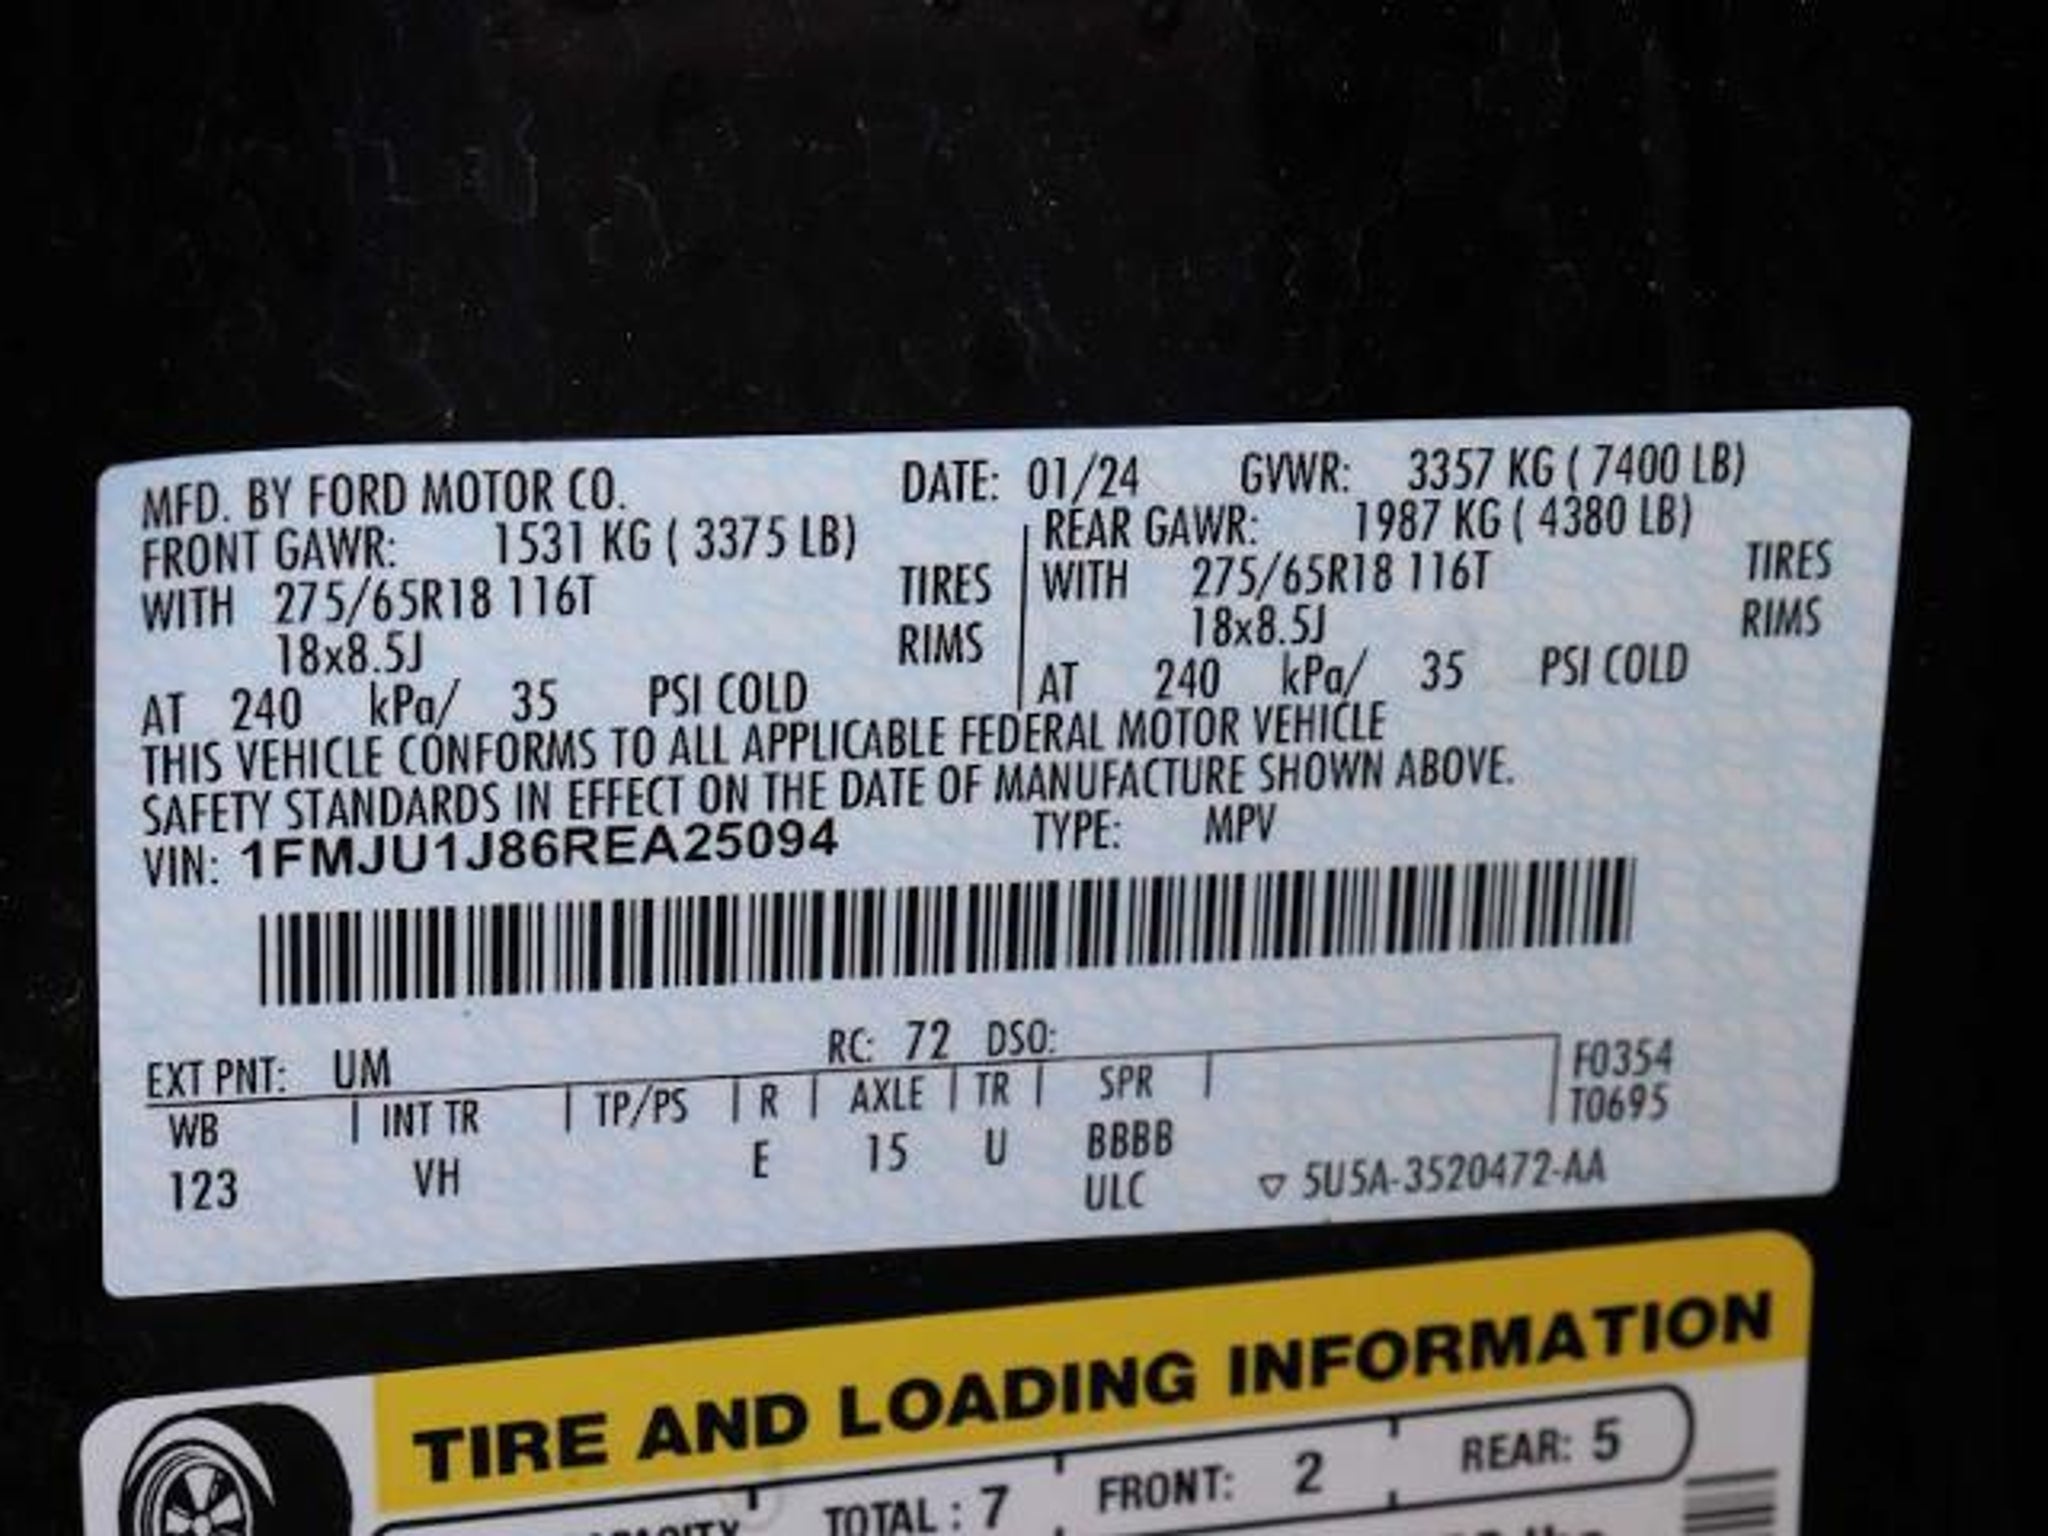 MFD. BY FORD MOTOR CO. DATE: 01/24 GVWR: 3357 KG ( 7400 LB)
FRONT GAWR: 1531 KG ( 3375 LB) REAR GAWR: 1987 KG ( 4380 LB)
WITH 275/65R18 116T TIRES WITH 275/65R18 116T TIRES
18x8.5J RIMS 18x8.5J RIMS
AT 240 kPa/ 35 PSI COLD AT 240 kPa/ 35 PSI COLD
THIS VEHICLE CONFORMS TO ALL APPLICABLE FEDERAL MOTOR VEHICLE
SAFETY STANDARDS IN EFFECT ON THE DATE OF MANUFACTURE SHOWN ABOVE.
VIN: 1FMJU1J86REA25094 TYPE: MPV
EXT PNT: UM RC: 72 DSO: F0354
WB INT TR TP/PS R AXLE TR SPR T0695
123 VH E 15 U BBBB
ULC ▽ 5U5A-3520472-AA
TIRE AND LOADING INFORMATION
TOTAL : 7 FRONT: 2 REAR: 5